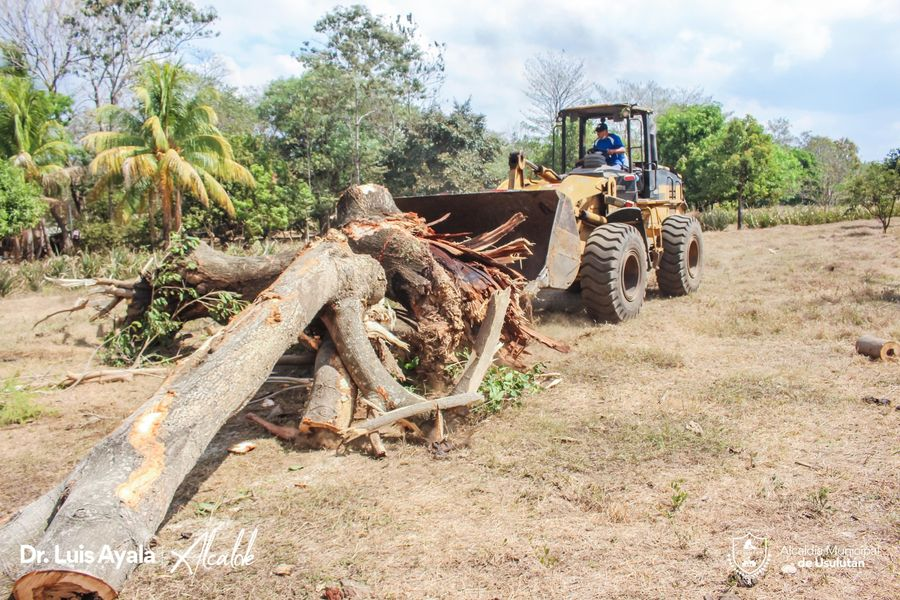 Dr. Luis Ayala
Alcalde
Alcaldía Municipal
de Usulután